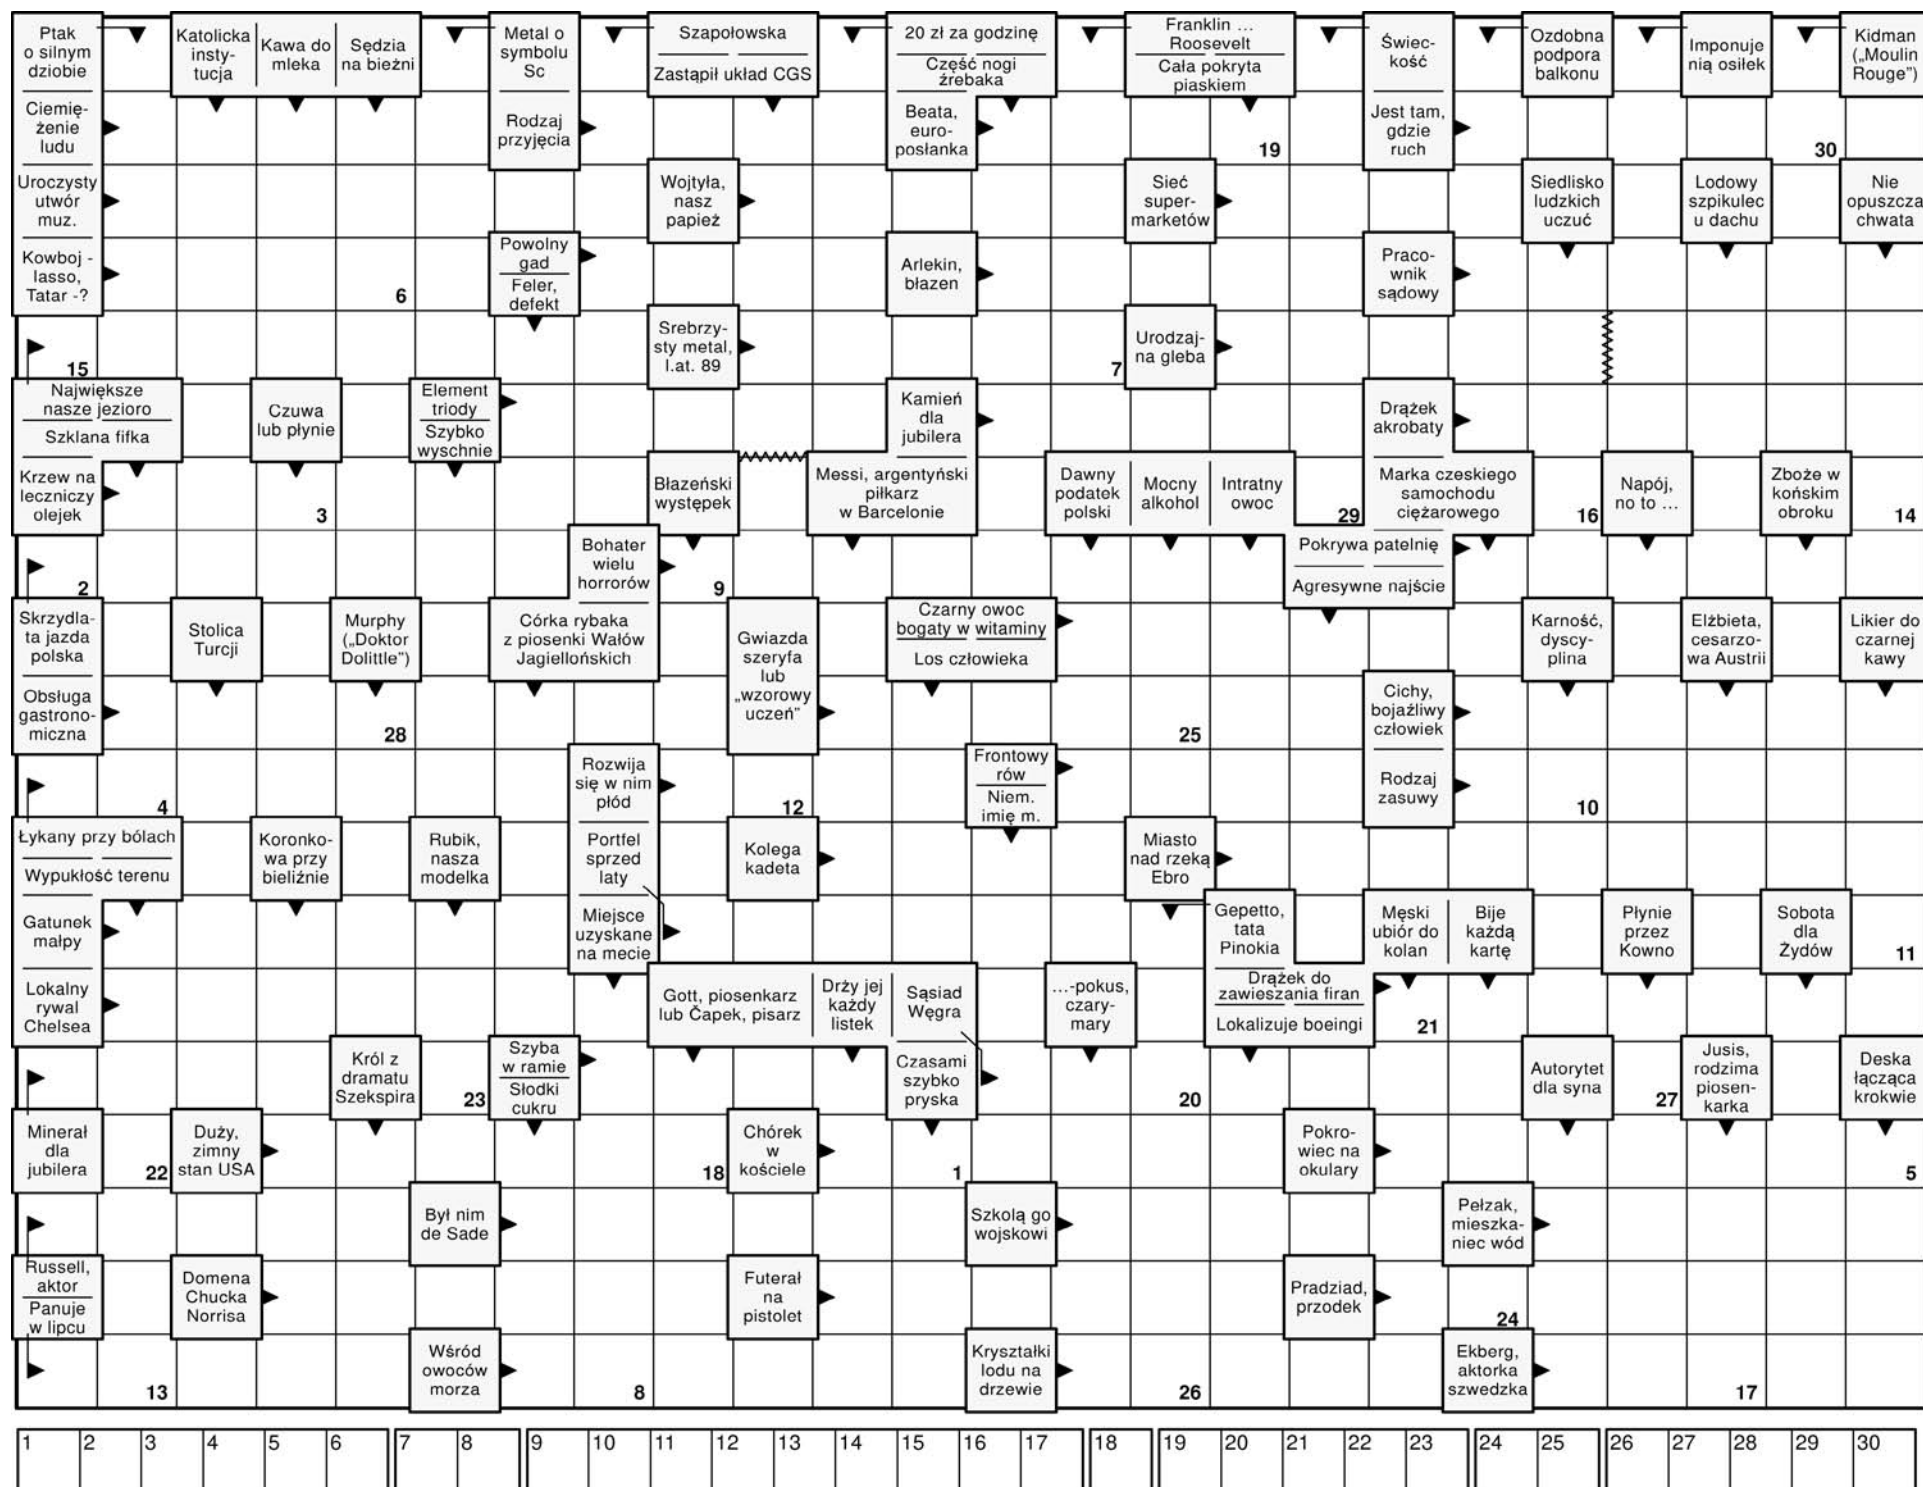 Ptak
o silnym
dziobie
Katolicka
insty-
tucja
Kawa do
mleka
Sędzia
na bieżni
Metal o
symbolu
Sc
Szapołowska
Zastąpił układ CGS
20 zł za godzinę
Część nogi
źrebaka
Franklin ...
Roosevelt
Cała pokryta
piaskiem
Świec-
kość
Ozdobna
podpora
balkonu
Imponuje
nią osiłek
Kidman
(„Moulin
Rouge”)
Ciemię-
żenie
ludu
Rodzaj
przyjęcia
Beata,
euro-
posłanka
19
Jest tam,
gdzie
ruch
30
Uroczysty
utwór
muz.
Wojtyła,
nasz
papież
Sieć
super-
marketów
Siedlisko
ludzkich
uczuć
Lodowy
szpikulec
u dachu
Nie
opuszcza
chwata
Kowboj -
lasso,
Tatar -?
6
Powolny
gad
Feler,
defekt
Arlekin,
błazen
Praco-
wnik
sądowy
15
Srebrzy-
sty metal,
l.at. 89
7
Urodzaj-
na gleba
Największe
nasze jezioro
Szklana fifka
Czuwa
lub płynie
Element
triody
Szybko
wyschnie
Kamień
dla
jubilera
Drążek
akrobaty
Krzew na
leczniczy
olejek
3
Błazeński
występek
Messi, argentyński
piłkarz
w Barcelonie
Dawny
podatek
polski
Mocny
alkohol
Intratny
owoc
29
Marka czeskiego
samochodu
ciężarowego
16
Napój,
no to ...
Zboże w
końskim
obroku
14
2
Bohater
wielu
horrorów
9
Pokrywa patelnię
Agresywne najście
Skrzydla-
ta jazda
polska
Stolica
Turcji
Murphy
(„Doktor
Dolittle”)
Córka rybaka
z piosenki Wałów
Jagiellońskich
Gwiazda
szeryfa
lub
„wzorowy
uczeń”
Czarny owoc
bogaty w witaminy
Los człowieka
Karność,
dyscy-
plina
Elżbieta,
cesarzo-
wa Austrii
Likier do
czarnej
kawy
Obsługa
gastrono-
miczna
28
25
Cichy,
bojaźliwy
człowiek
4
Rozwija
się w nim
płód
12
Frontowy
rów
Niem.
imię m.
Rodzaj
zasuwy
10
Łykany przy bólach
Wypukłość terenu
Koronko-
wa przy
bieliźnie
Rubik,
nasza
modelka
Portfel
sprzed
laty
Kolega
kadeta
Miasto
nad rzeką
Ebro
Gatunek
małpy
Miejsce
uzyskane
na mecie
Gepetto,
tata
Pinokia
Męski
ubiór do
kolan
Bije
każdą
kartę
Płynie
przez
Kowno
Sobota
dla
Żydów
11
Lokalny
rywal
Chelsea
Gott, piosenkarz
lub Čapek, pisarz
Drży jej
każdy
listek
Sąsiad
Węgra
...-pokus,
czary-
mary
Drążek do
zawieszania firan
Lokalizuje boeingi
21
Król z
dramatu
Szekspira
23
Szyba
w ramie
Słodki
cukru
Czasami
szybko
pryska
20
Autorytet
dla syna
27
Jusis,
rodzima
piosen-
karka
Deska
łącząca
krokwie
Minerał
dla
jubilera
22
Duży,
zimny
stan USA
18
Chórek
w
kościele
1
Pokro-
wiec na
okulary
5
Był nim
de Sade
Szkolą go
wojskowi
Pełzak,
mieszka-
niec wód
Russell,
aktor
Panuje
w lipcu
Domena
Chucka
Norrisa
Futerał
na
pistolet
Pradziad,
przodek
24
13
Wśród
owoców
morza
8
Kryształki
lodu na
drzewie
26
Ekberg,
aktorka
szwedzka
17
1 2 3 4 5 6 7 8 9 10 11 12 13 14 15 16 17 18 19 20 21 22 23 24 25 26 27 28 29 30